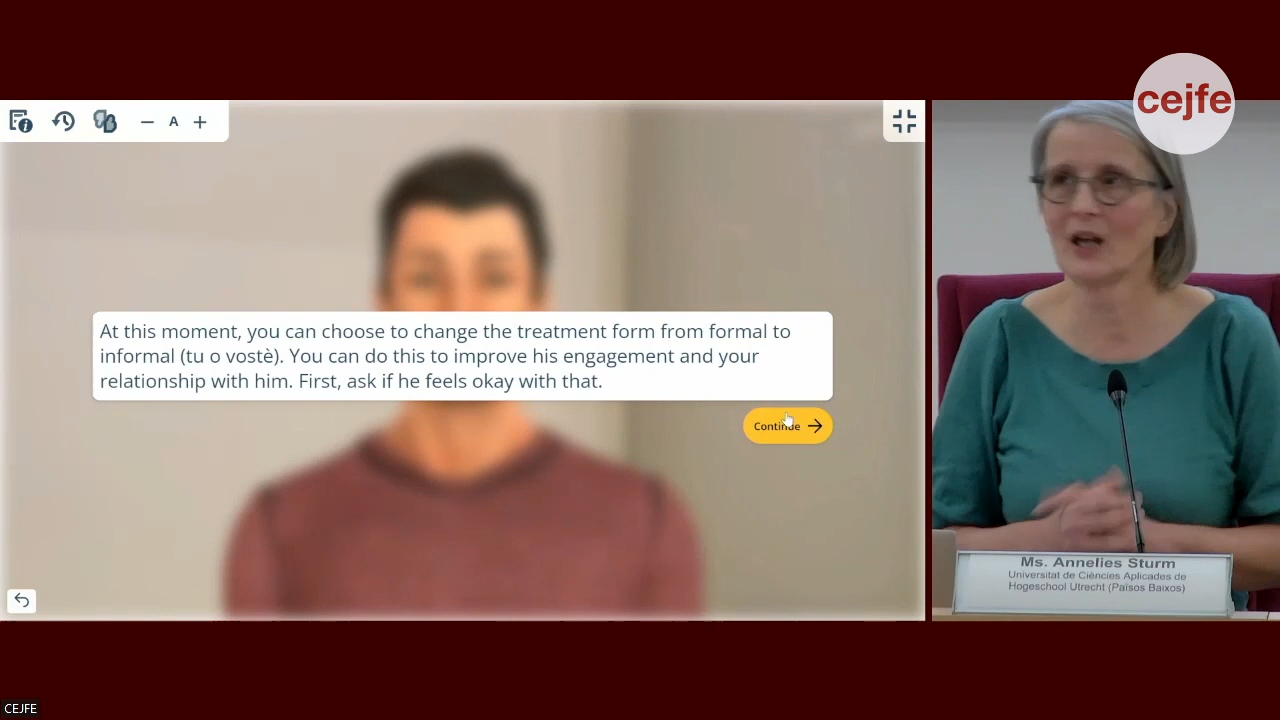 cejfe
A
At this moment, you can choose to change the treatment form from formal to
informal (tu o vostè). You can do this to improve his engagement and your
relationship with him. First, ask if he feels okay with that.
Continue
Ms. Annelies Sturm
Universitat de Ciències Aplicades de
Hogeschool Utrecht (Països Baixos)
CEJFE